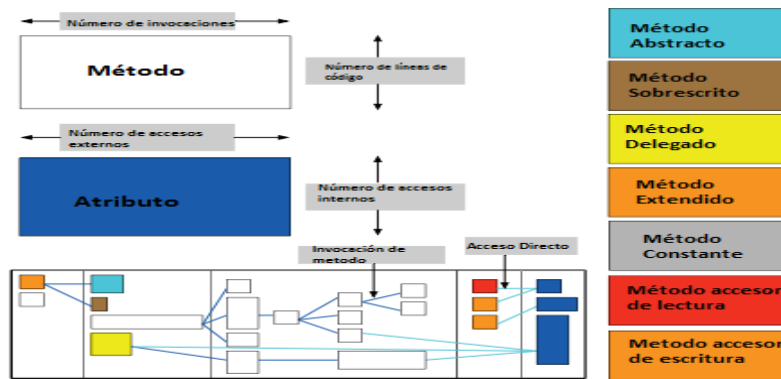 Número de invocaciones
Método
Número de líneas de
código
Número de accesos
externos
Atributo
Número de accesos
internos
Invocación de
metodo
Acceso Directo
Método
Abstracto
Método
Sobrescrito
Método
Delegado
Método
Extendido
Método
Constante
Método accesor
de lectura
Metodo accesor
de escritura